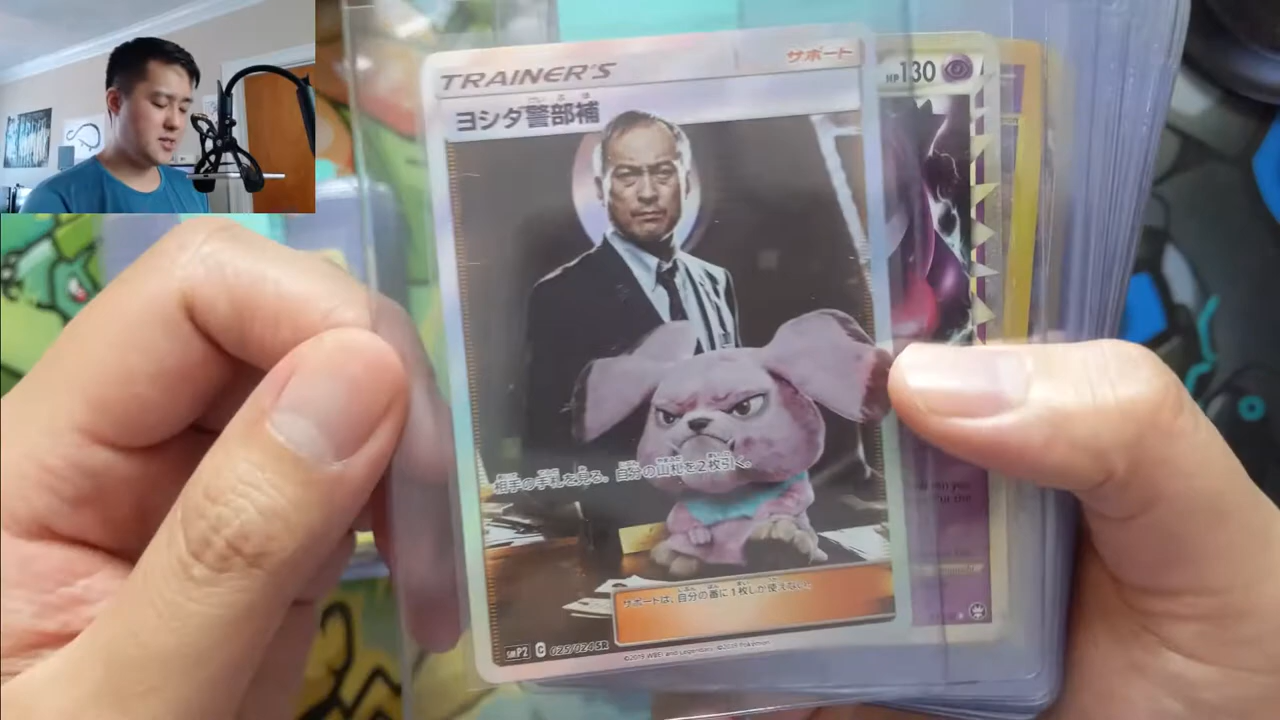 TRAINER'S
サポート
ヨシダ警部補
相手の手札を見る。自分の山札を2枚引く。
サポートは、自分の番に1枚しか使えない。
SMP2 C 025/024 SR
©2019 WBEI and Legendary. ©2019 Pokémon.
HP130